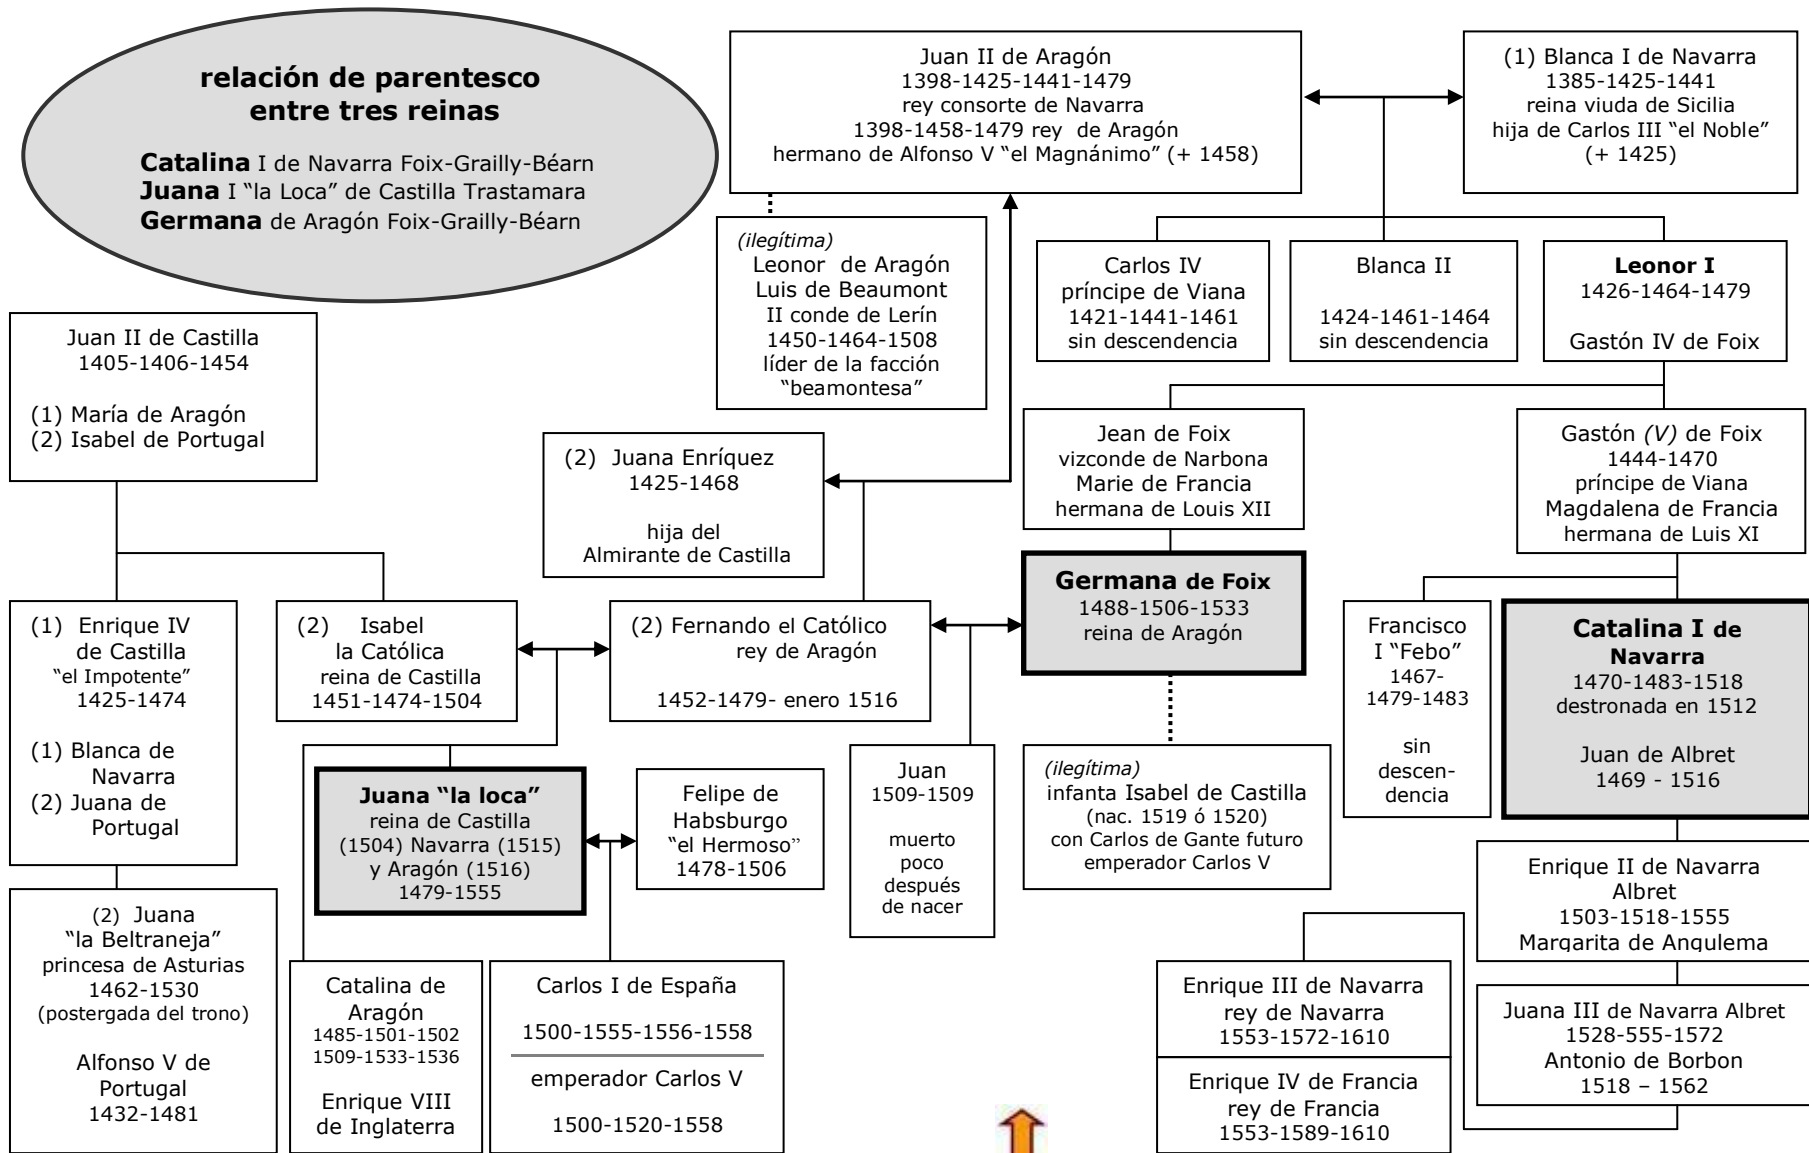 relación de parentesco
entre tres reinas
Catalina I de Navarra Foix-Grailly-Béarn
Juana I “la Loca” de Castilla Trastamara
Germana de Aragón Foix-Grailly-Béarn
Juan II de Aragón
1398-1425-1441-1479
rey consorte de Navarra
1398-1458-1479 rey de Aragón
hermano de Alfonso V “el Magnánimo” (+ 1458)
(1) Blanca I de Navarra
1385-1425-1441
reina viuda de Sicilia
hija de Carlos III “el Noble”
(+ 1425)
(ilegítima)
Leonor de Aragón
Luis de Beaumont
II conde de Lerín
1450-1464-1508
líder de la facción
“beamontesa”
Carlos IV
príncipe de Viana
1421-1441-1461
sin descendencia
Blanca II
1424-1461-1464
sin descendencia
Leonor I
1426-1464-1479
Gastón IV de Foix
Juan II de Castilla
1405-1406-1454
(1) María de Aragón
(2) Isabel de Portugal
(2) Juana Enríquez
1425-1468
hija del
Almirante de Castilla
Jean de Foix
vizconde de Narbona
Marie de Francia
hermana de Louis XII
Gastón (V) de Foix
1444-1470
príncipe de Viana
Magdalena de Francia
hermana de Luis XI
(1) Enrique IV
de Castilla
“el Impotente”
1425-1474
(1) Blanca de
Navarra
(2) Juana de
Portugal
(2) Isabel
la Católica
reina de Castilla
1451-1474-1504
(2) Fernando el Católico
rey de Aragón
1452-1479- enero 1516
Germana de Foix
1488-1506-1533
reina de Aragón
Francisco
I “Febo”
1467-
1479-1483
sin
descen-
dencia
Catalina I de
Navarra
1470-1483-1518
destronada en 1512
Juan de Albret
1469 - 1516
Juana “la loca”
reina de Castilla
(1504) Navarra (1515)
y Aragón (1516)
1479-1555
Felipe de
Habsburgo
“el Hermoso”
1478-1506
Juan
1509-1509
muerto
poco
después
de nacer
(ilegítima)
infanta Isabel de Castilla
(nac. 1519 ó 1520)
con Carlos de Gante futuro
emperador Carlos V
Enrique II de Navarra
Albret
1503-1518-1555
Margarita de Angulema
(2) Juana
“la Beltraneja”
princesa de Asturias
1462-1530
(postergada del trono)
Alfonso V de
Portugal
1432-1481
Catalina de
Aragón
1485-1501-1502
1509-1533-1536
Enrique VIII
de Inglaterra
Carlos I de España
1500-1555-1556-1558
emperador Carlos V
1500-1520-1558
Enrique III de Navarra
rey de Navarra
1553-1572-1610
Enrique IV de Francia
rey de Francia
1553-1589-1610
Juana III de Navarra Albret
1528-555-1572
Antonio de Borbon
1518 – 1562